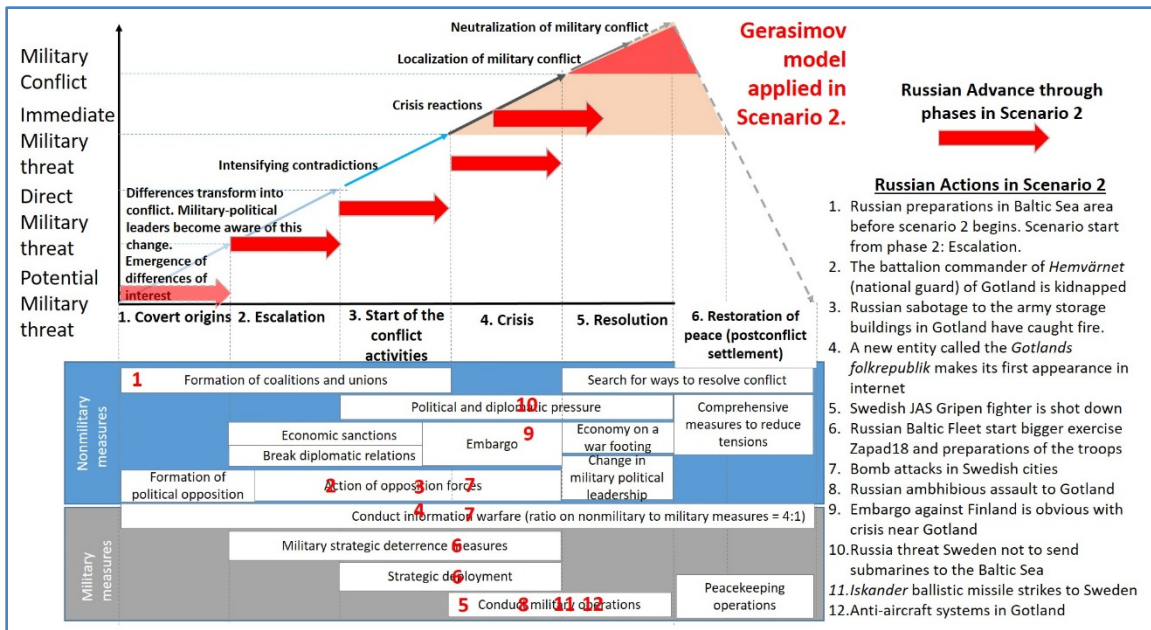 Neutralization of military conflict
Gerasimov
model
applied in
Scenario 2.
Military
Conflict
Localization of military conflict
Russian Advance through
phases in Scenario 2
Immediate
Military
threat
Crisis reactions
Intensifying contradictions
Direct
Military
threat
Differences transform into
conflict. Military-political
leaders become aware of this
change.
Emergence of
differences of
interest
Potential
Military
threat
1. Covert origins
2. Escalation
3. Start of the
conflict
activities
4. Crisis
5. Resolution
6. Restoration of
peace (postconflict
settlement)
Nonmilitary
measures
1
Formation of coalitions and unions
Search for ways to resolve conflict
Political and diplomatic pressure
10
Comprehensive
measures to reduce
tensions
Economic sanctions
Break diplomatic relations
Embargo
9
Economy on a
war footing
Change in
military political
leadership
Formation of
political opposition
Action of opposition forces
2
3
7
Conduct information warfare (ratio on nonmilitary to military measures = 4:1)
4
7
Military
measures
Military strategic deterrence measures
6
Strategic deployment
6
Conduct military operations
5
8
11
12
Peacekeeping
operations
Russian Actions in Scenario 2
1. Russian preparations in Baltic Sea area
before scenario 2 begins. Scenario start
from phase 2: Escalation.
2. The battalion commander of Hemvärnet
(national guard) of Gotland is kidnapped
3. Russian sabotage to the army storage
buildings in Gotland have caught fire.
4. A new entity called the Gotlands
folkrepublik makes its first appearance in
internet
5. Swedish JAS Gripen fighter is shot down
6. Russian Baltic Fleet start bigger exercise
Zapad18 and preparations of the troops
7. Bomb attacks in Swedish cities
8. Russian ambhibious assault to Gotland
9. Embargo against Finland is obvious with
crisis near Gotland
10. Russia threat Sweden not to send
submarines to the Baltic Sea
11. Iskander ballistic missile strikes to Sweden
12. Anti-aircraft systems in Gotland